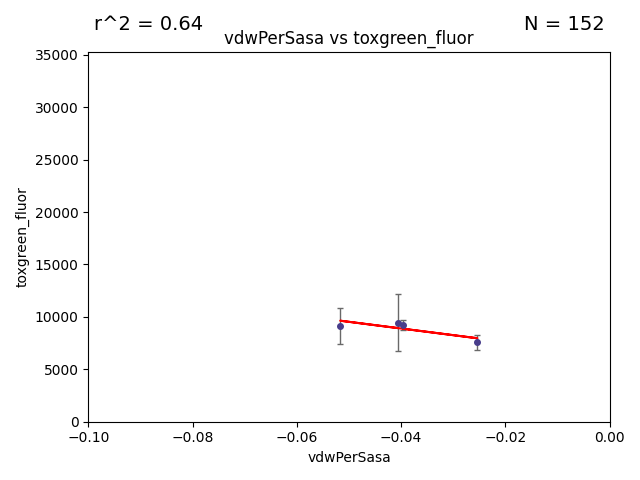 r^2 = 0.64
N = 152
vdwPerSasa vs toxgreen_fluor
35000
30000
25000
20000
15000
10000
5000
0
toxgreen_fluor
−0.10
−0.08
−0.06
−0.04
−0.02
0.00
vdwPerSasa